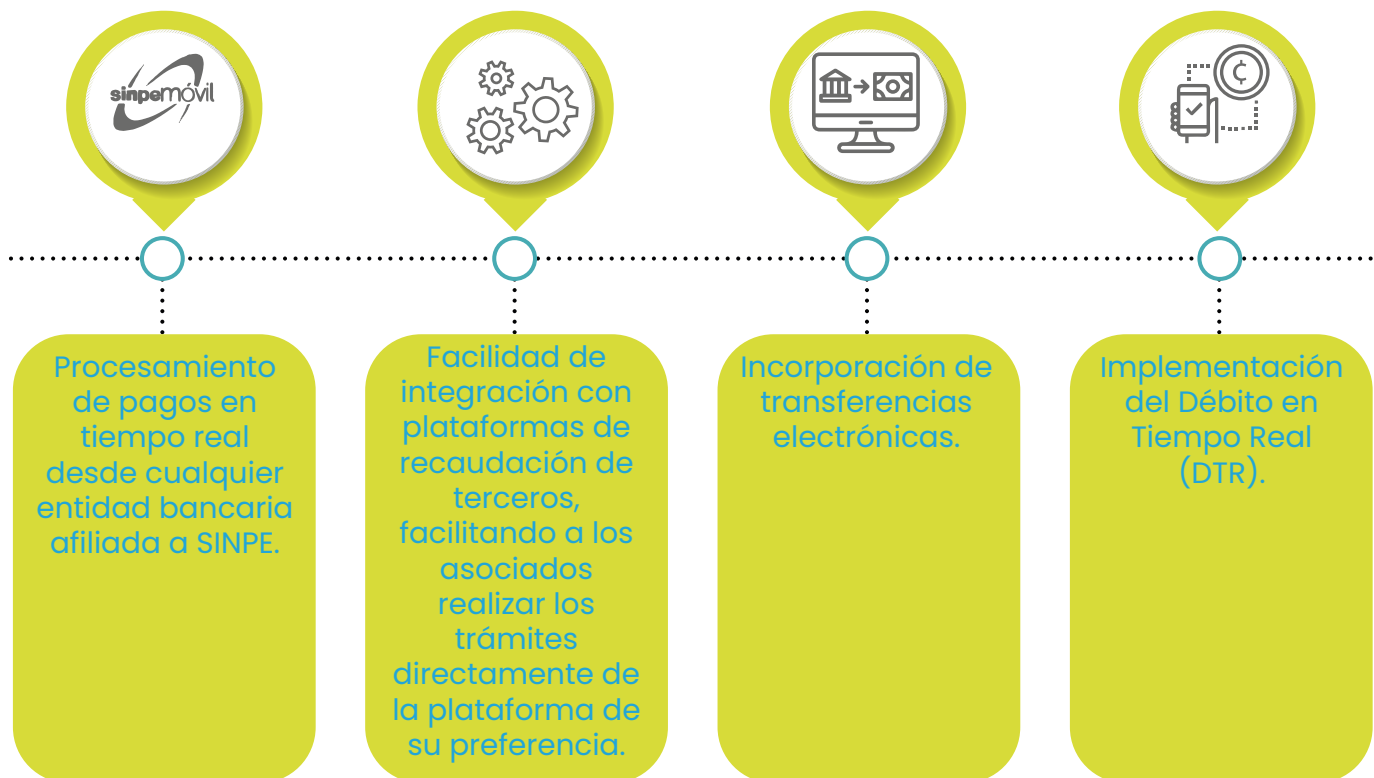 sinpemóvil
Procesamiento
de pagos en
tiempo real
desde cualquier
entidad bancaria
afiliada a SINPE.
Facilidad de
integración con
plataformas de
recaudación de
terceros,
facilitando a los
asociados
realizar los
trámites
directamente de
la plataforma de
su preferencia.
Incorporación de
transferencias
electrónicas.
Implementación
del Débito en
Tiempo Real
(DTR).